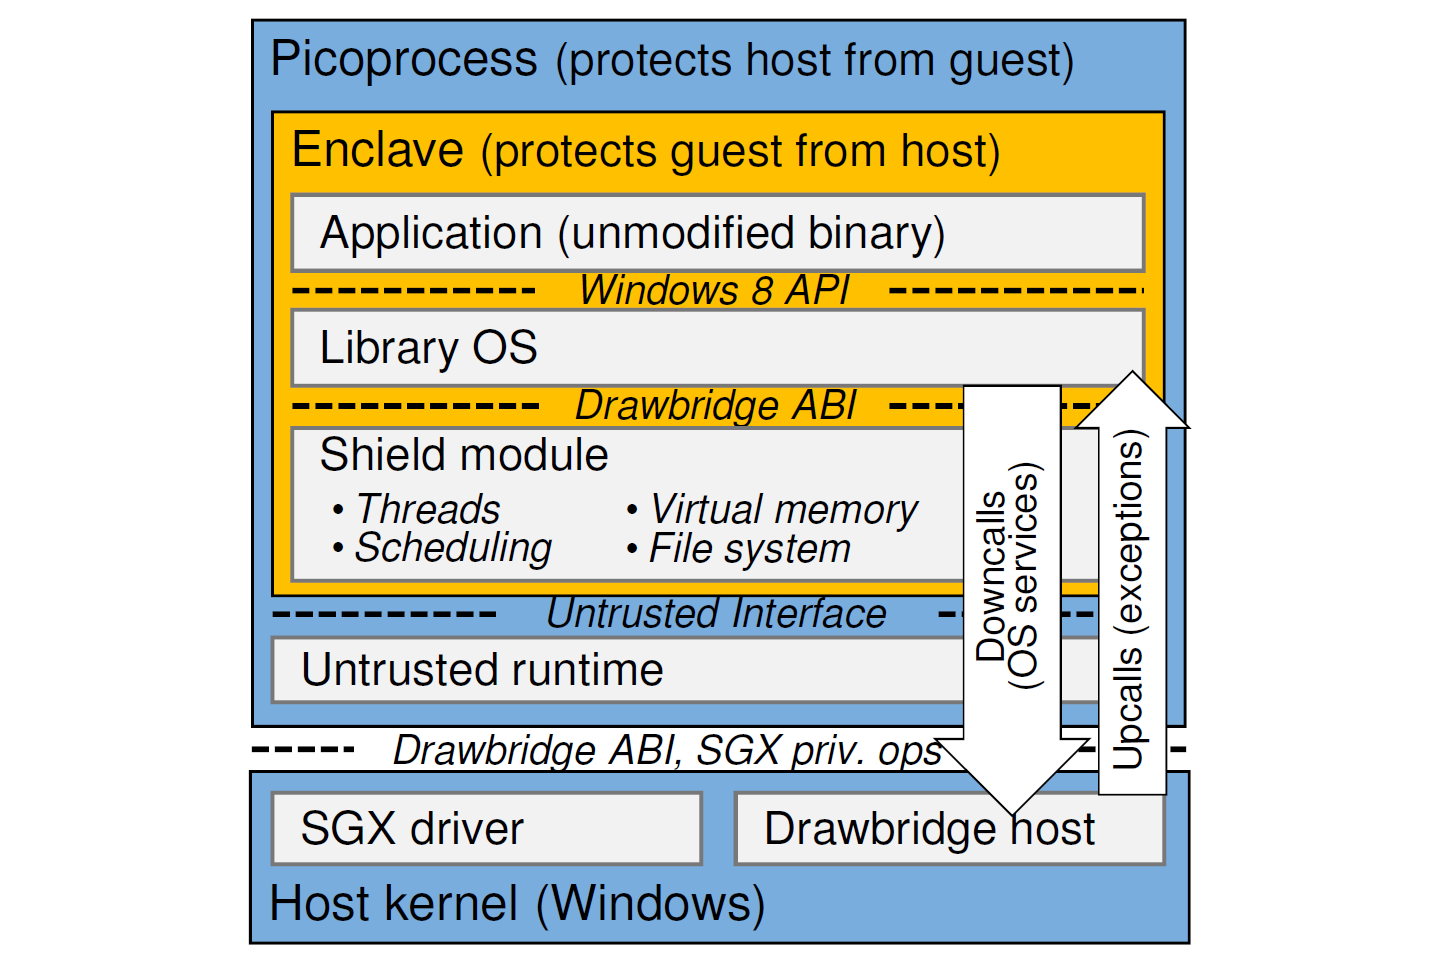 Picoprocess (protects host from guest)
Enclave (protects guest from host)
Application (unmodified binary)
Windows 8 API
Library OS
Drawbridge ABI
Shield module
• Threads
• Scheduling
• Virtual memory
• File system
Downcalls
(OS services)
Upcalls (exceptions)
Untrusted Interface
Untrusted runtime
Drawbridge ABI, SGX priv. ops
SGX driver
Drawbridge host
Host kernel (Windows)